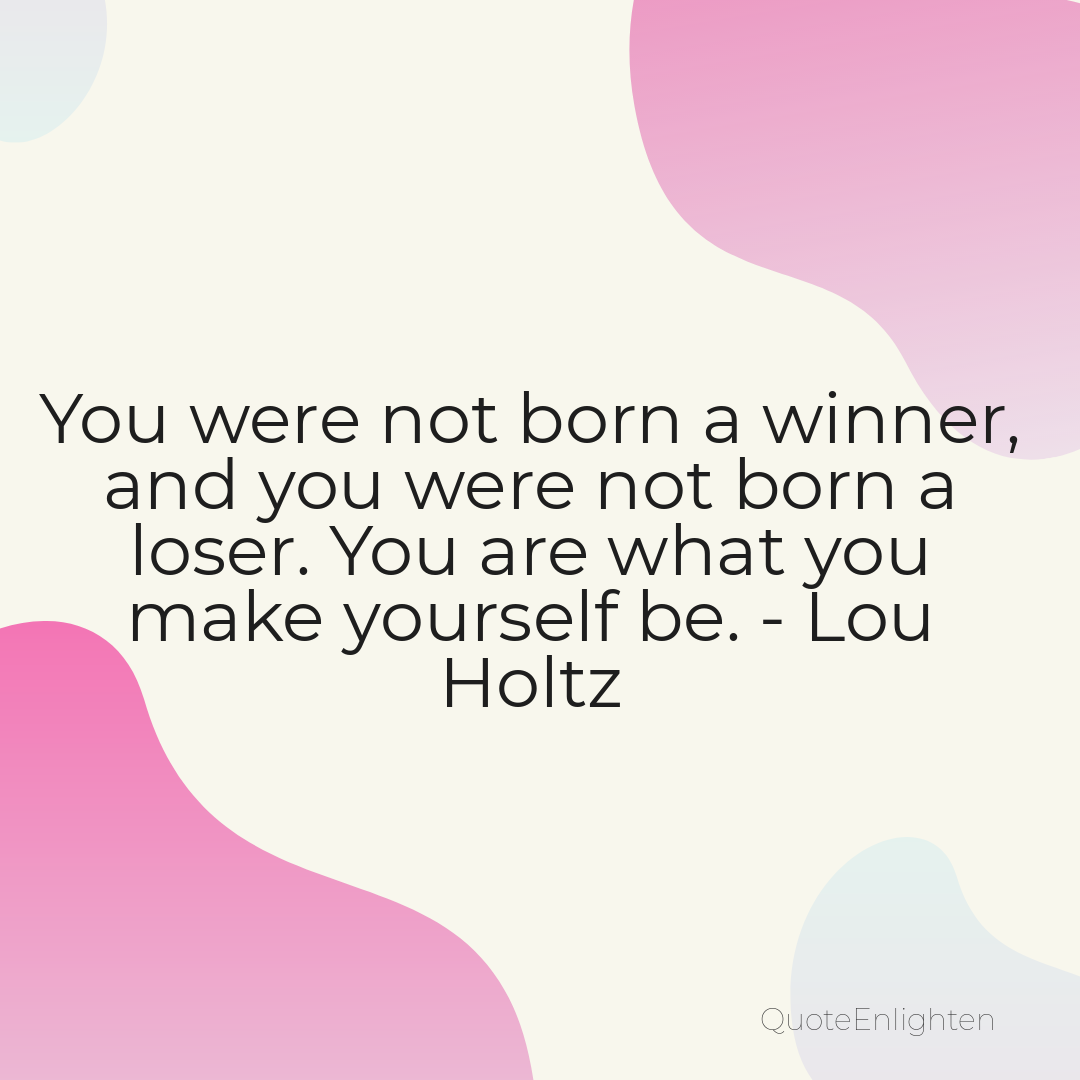 You were not born a winner,
and you were not born a
loser. You are what you
make yourself be. - Lou
Holtz
QuoteEnlighten